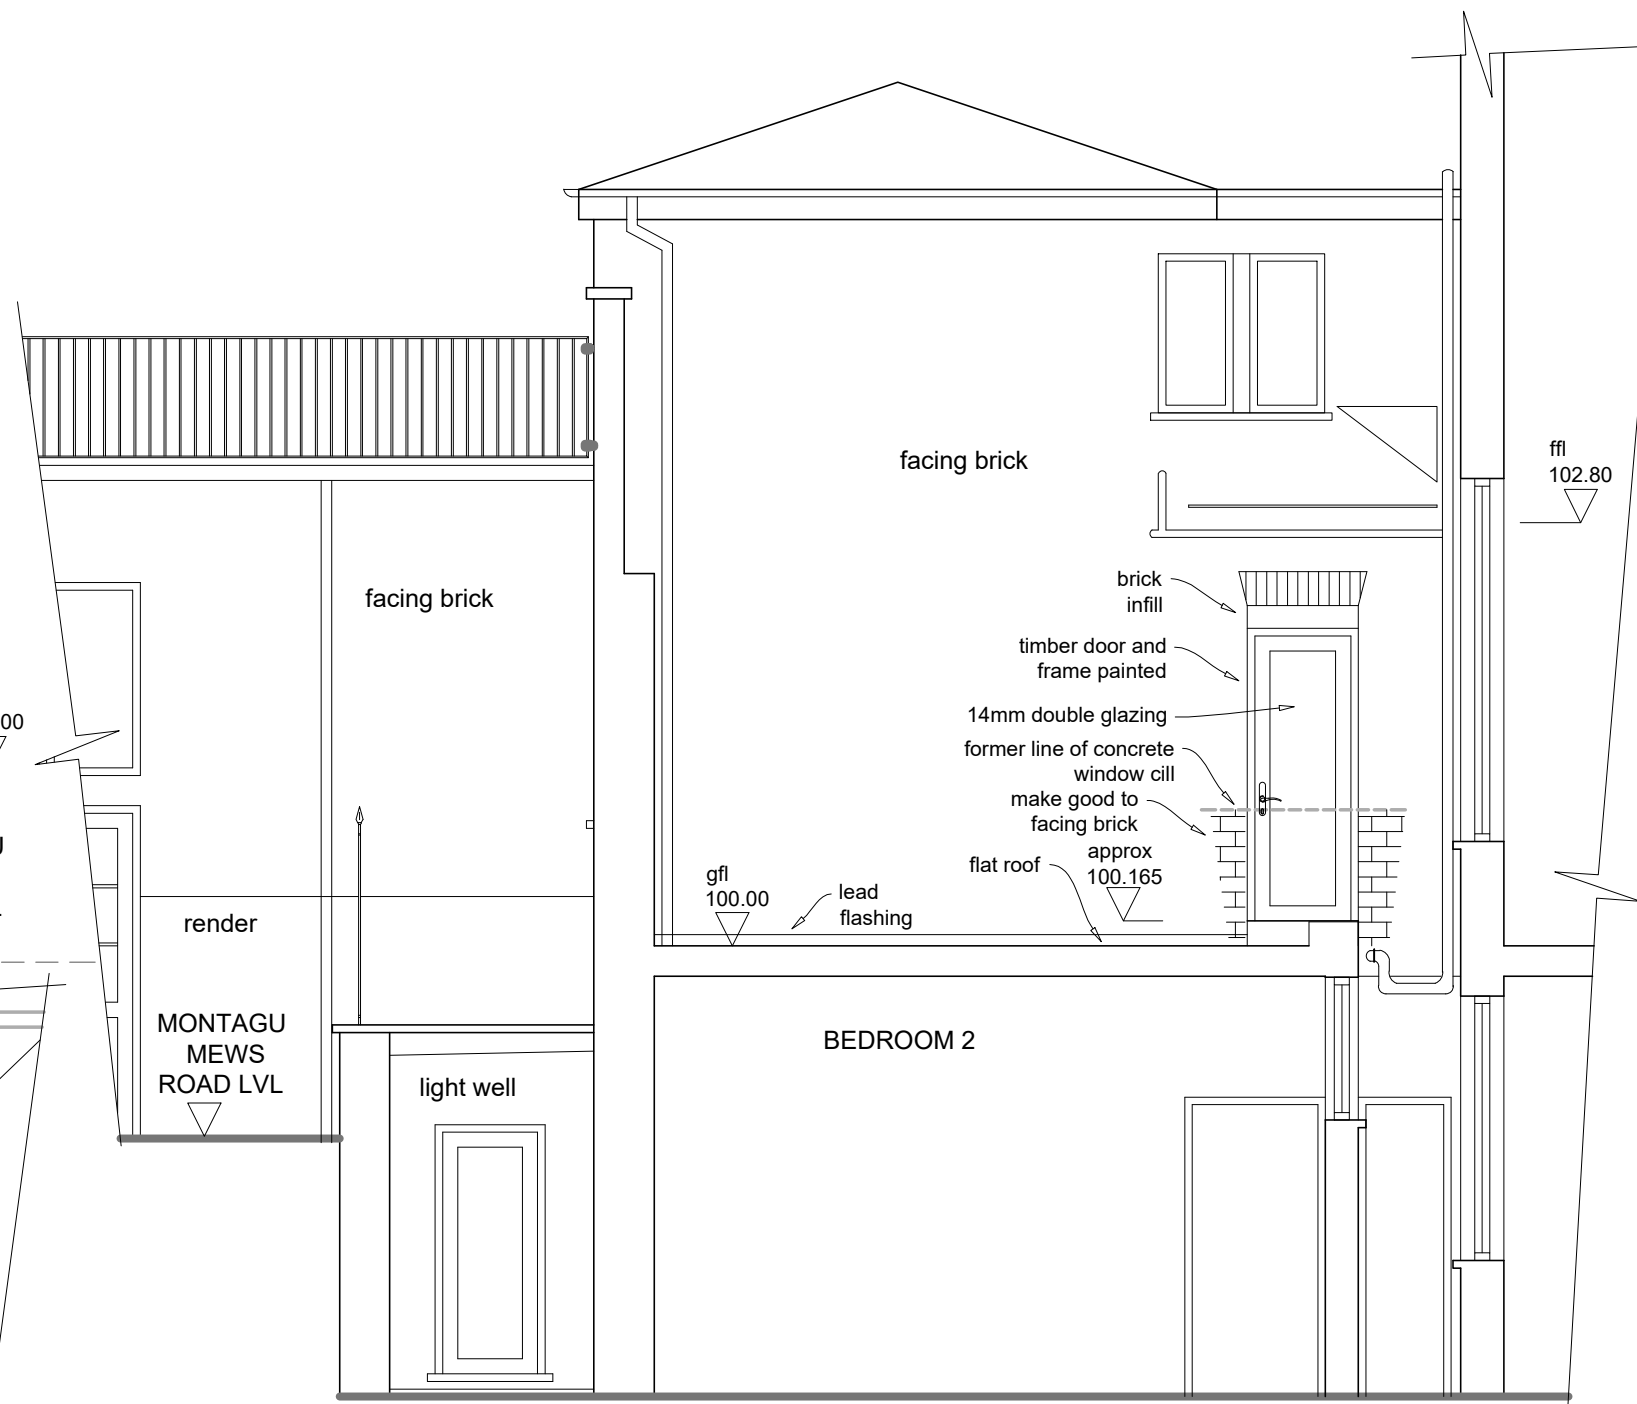 facing brick
ffl
102.80
facing brick
brick
infill
timber door and
frame painted
14mm double glazing
former line of concrete
window cill
make good to
facing brick
approx
100.165
flat roof
gfl
100.00
lead
flashing
render
MONTAGU
MEWS
ROAD LVL
light well
BEDROOM 2
00